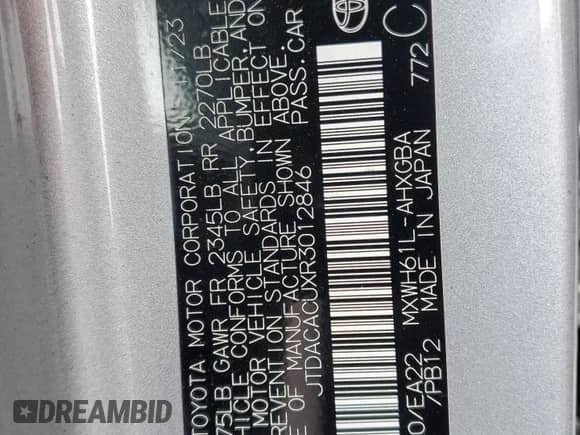 TOYOTA MOTOR CORPORATION /23
75LB GAWR FR 2345LB RR 2270LB
HICLE CONFORMS TO ALL APPLICABLE
MOTOR VEHICLE SAFETY, BUMPER, AND
REVENTION STANDARDS IN EFFECT ON
E OF MANUFACTURE SHOWN ABOVE.
JTDACACUXR3012846 PASS. CAR
0/EA22 MXWH61L-AHXGBA 772 C
/PB12 MADE IN JAPAN
DREAMBID